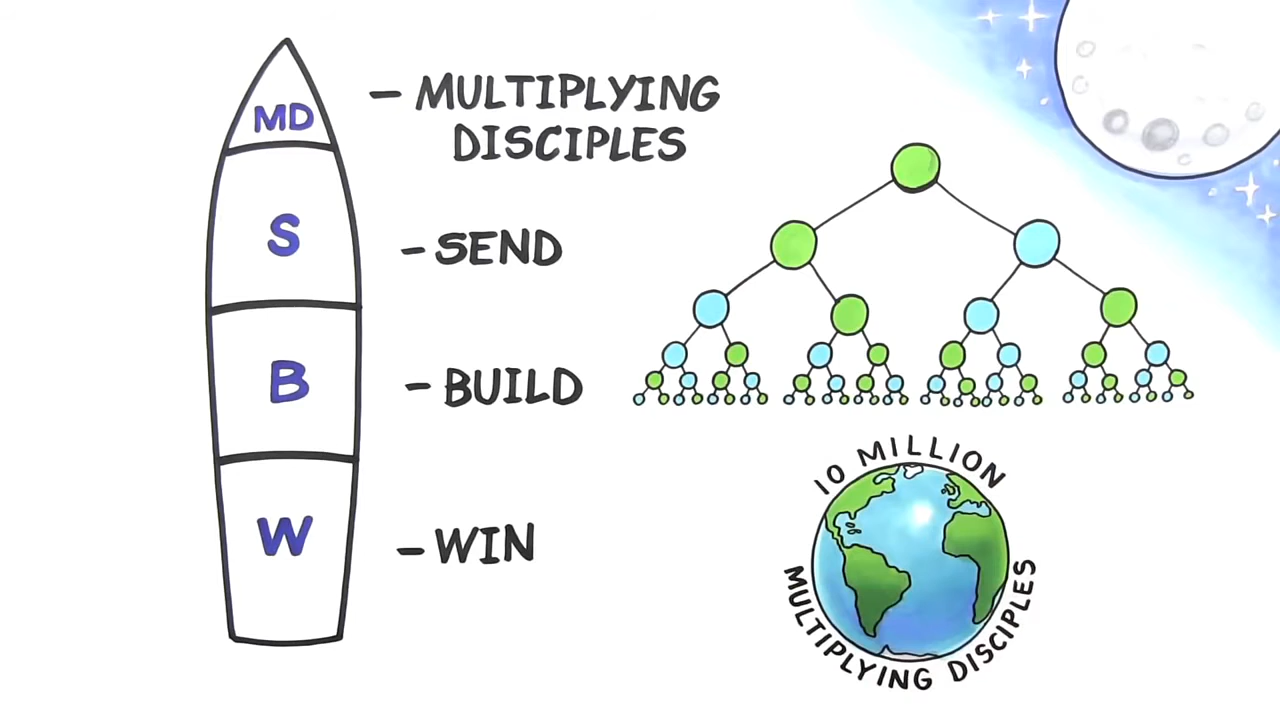 MD
– MULTIPLYING
DISCIPLES
S
– SEND
B
– BUILD
W
– WIN
10 MILLION
MULTIPLYING DISCIPLES